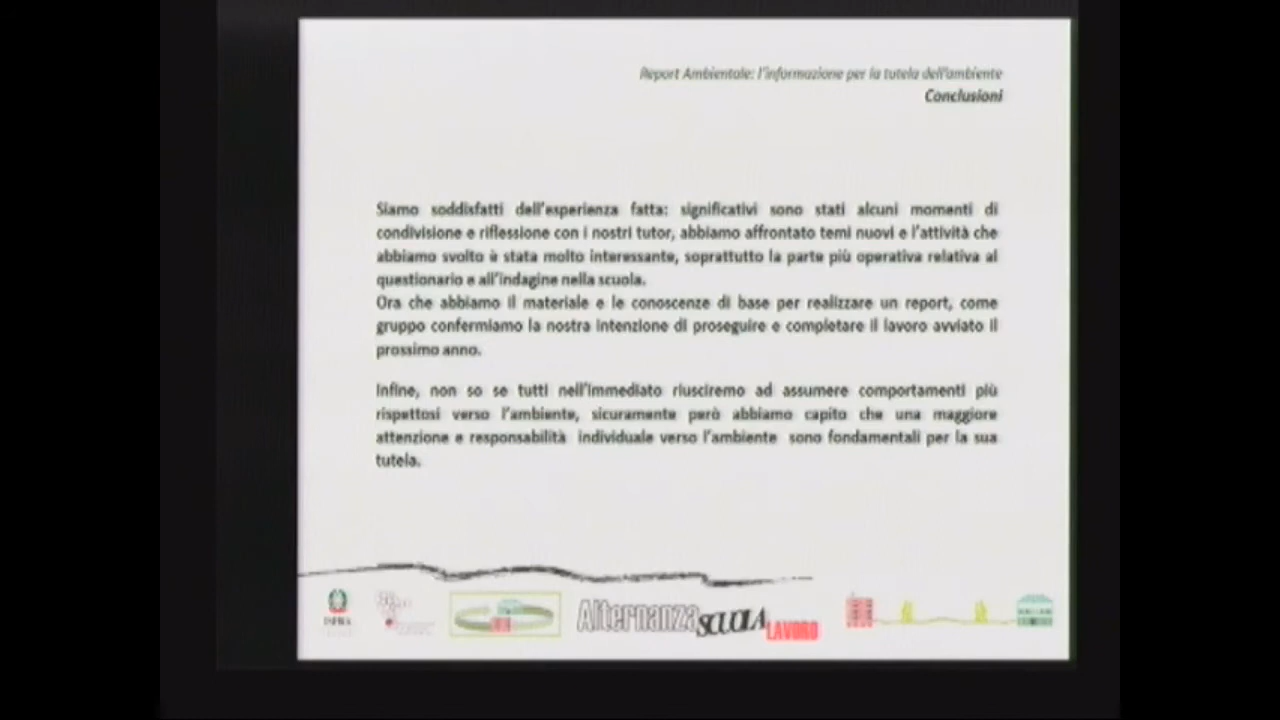 Report Ambientale: l'informazione per la tutela dell'ambiente
Conclusioni
Siamo soddisfatti dell'esperienza fatta: significativi sono stati alcuni momenti di
condivisione e riflessione con i nostri tutor, abbiamo affrontato temi nuovi e l'attività che
abbiamo svolto è stata molto interessante, soprattutto la parte più operativa relativa al
questionario e all'indagine nella scuola.
Ora che abbiamo il materiale e le conoscenze di base per realizzare un report, come
gruppo confermiamo la nostra intenzione di proseguire e completare il lavoro avviato il
prossimo anno.
Infine, non so se tutti nell'immediato riusciremo ad assumere comportamenti più
rispettosi verso l'ambiente, sicuramente però abbiamo capito che una maggiore
attenzione e responsabilità individuale verso l'ambiente sono fondamentali per la sua
tutela.
ISPRA
Alternanza SCUOLA LAVORO